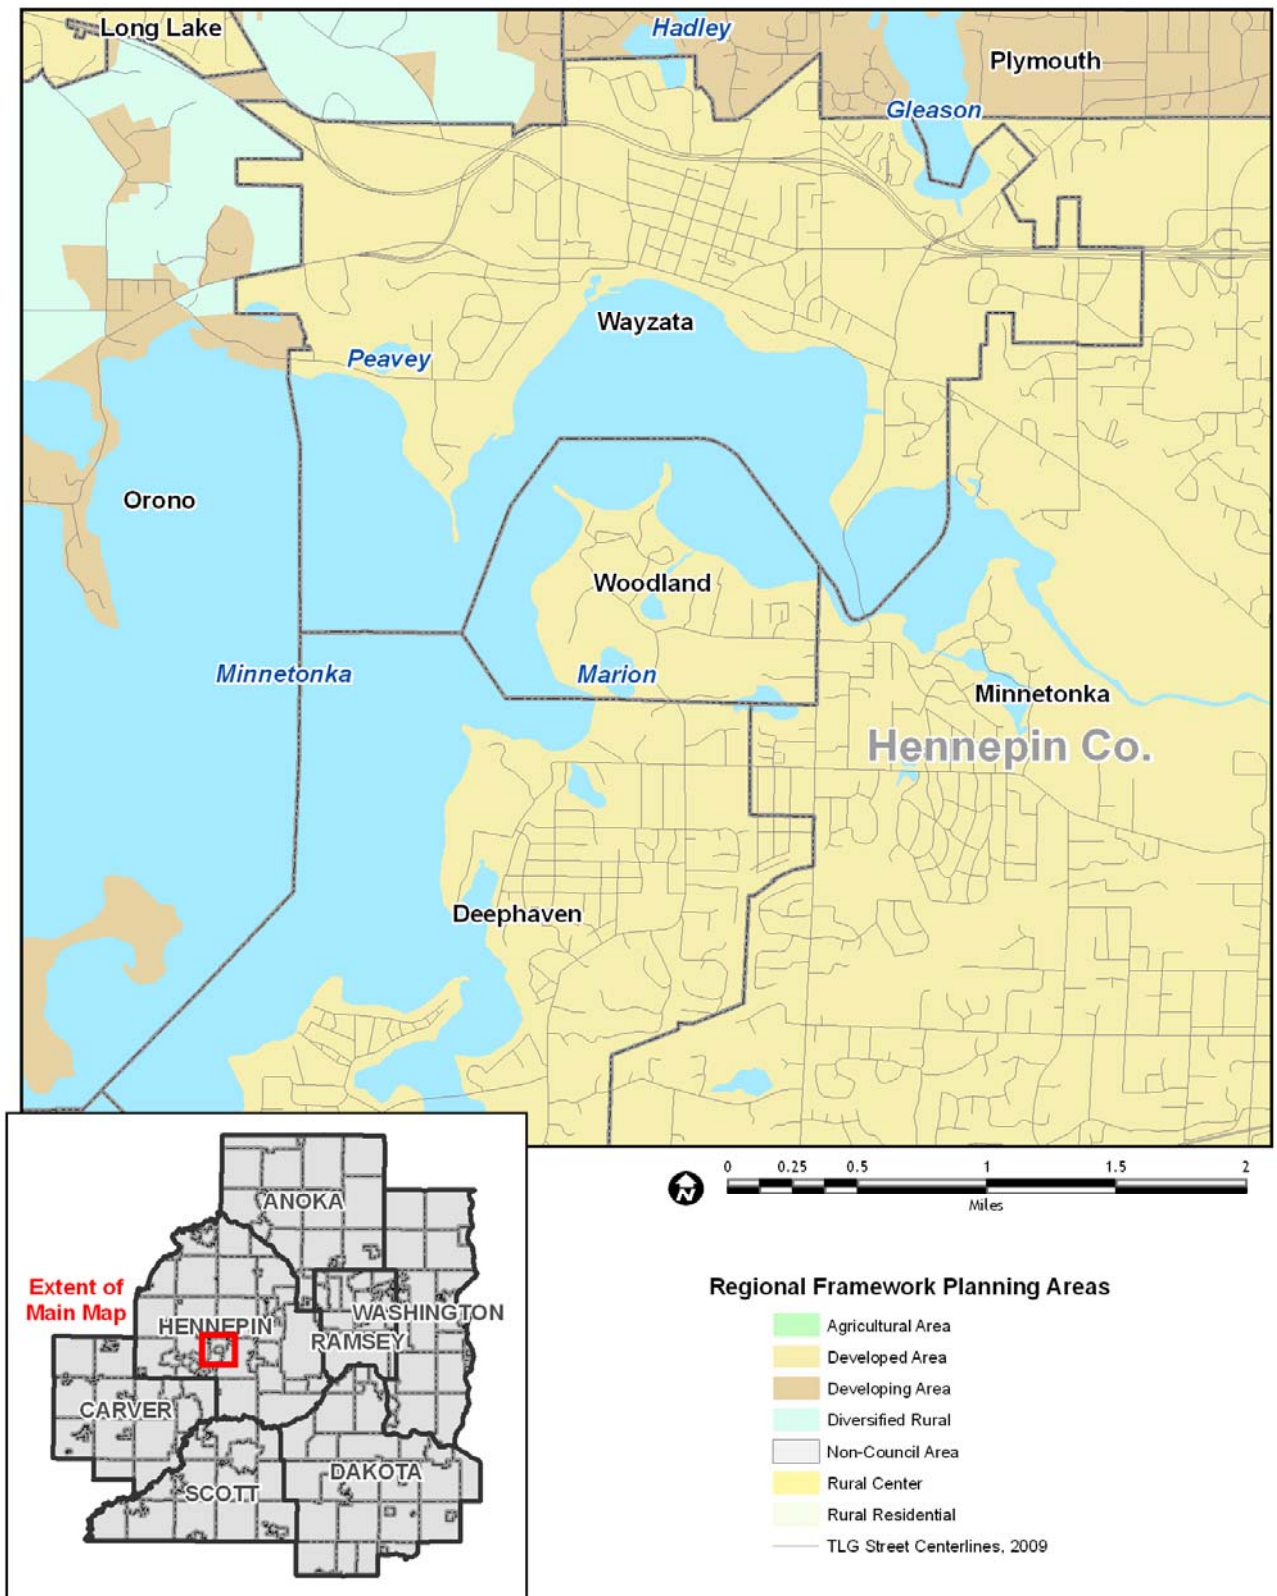 Long Lake
Hadley
Plymouth
Gleason
Wayzata
Peavey
Orono
Woodland
Minnetonka
Marion
Minnetonka
Hennepin Co.
Deephaven
0 0.25 0.5 1 1.5 2
Miles
N
ANOKA
Extent of
Main Map
HENNEPIN
WASHINGTON
RAMSEY
CARVER
SCOTT
DAKOTA
Regional Framework Planning Areas
Agricultural Area
Developed Area
Developing Area
Diversified Rural
Non-Council Area
Rural Center
Rural Residential
TLG Street Centerlines, 2009